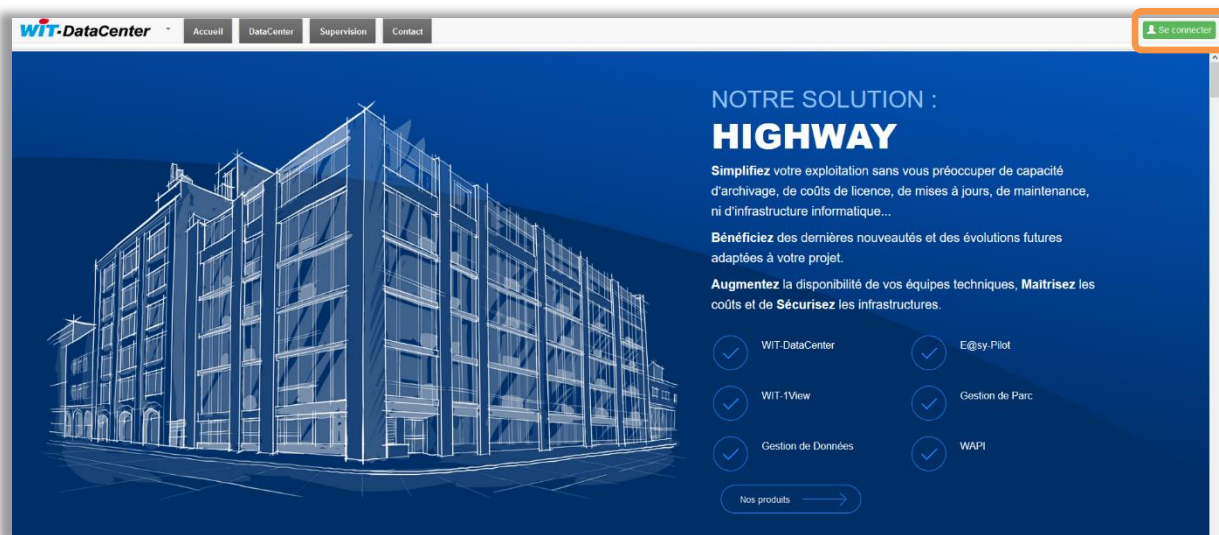 WIT-DataCenter
Accueil
DataCenter
Supervision
Contact
Se connecter
NOTRE SOLUTION :
HIGHWAY
Simplifiez votre exploitation sans vous préoccuper de capacité
d'archivage, de coûts de licence, de mises à jours, de maintenance,
ni d'infrastructure informatique...
Bénéficiez des dernières nouveautés et des évolutions futures
adaptées à votre projet.
Augmentez la disponibilité de vos équipes techniques, Maîtrisez les
coûts et de Sécurisez les infrastructures.
WIT-DataCenter
E@sy-Pilot
WIT-1View
Gestion de Parc
Gestion de Données
WAPI
Nos produits